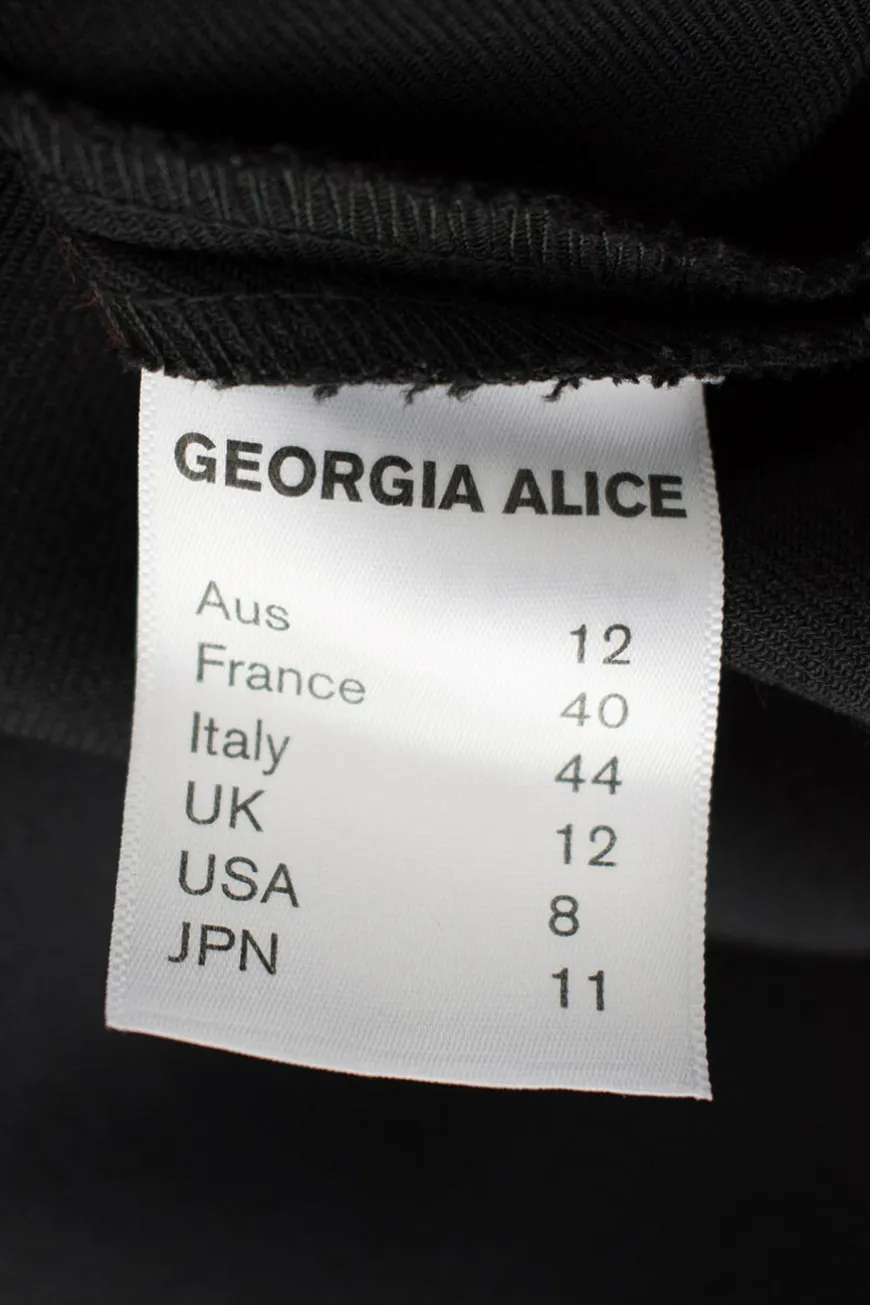 GEORGIA ALICE
Aus 12
France 40
Italy 44
UK 12
USA 8
JPN 11